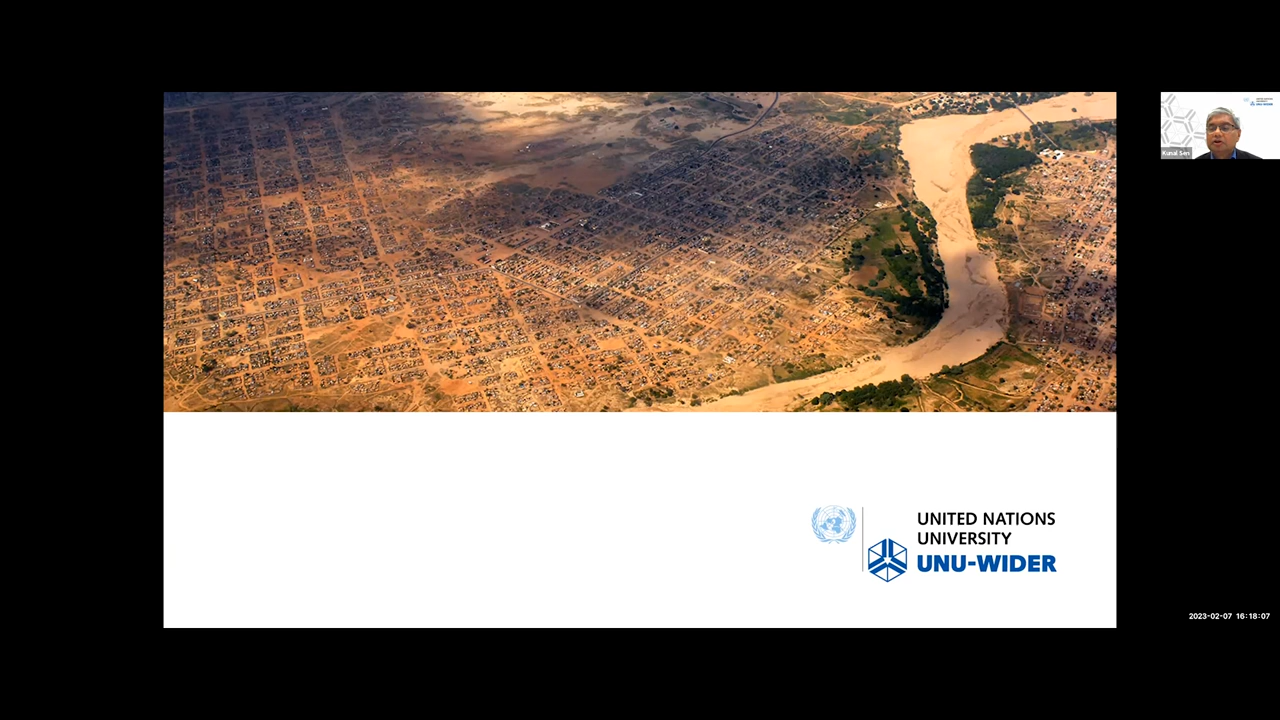 Kunal Sen
UNITED NATIONS
UNIVERSITY
UNU-WIDER
2023-02-07 16:18:07